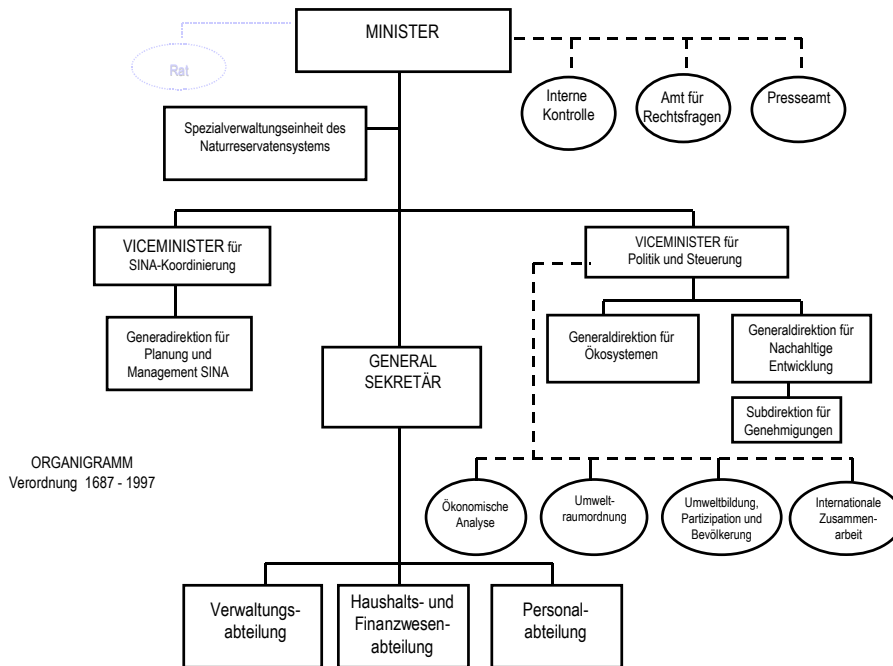 MINISTER
Rat
Interne
Kontrolle
Amt für
Rechtsfragen
Presseamt
Spezialverwaltungseinheit des
Naturreservatensystems
VICEMINISTER für
SINA-Koordinierung
VICEMINISTER für
Politik und Steuerung
Generadirektion für
Planung und
Management SINA
GENERAL
SEKRETÄR
Generaldirektion für
Ökosystemen
Generaldirektion für
Nachahltige
Entwicklung
Subdirektion für
Genehmigungen
ORGANIGRAMM
Verordnung 1687 - 1997
Ökonomische
Analyse
Umwelt-
raumordnung
Umweltbildung,
Partizipation und
Bevölkerung
Internationale
Zusammen-
arbeit
Verwaltungs-
abteilung
Haushalts- und
Finanzwesen-
abteilung
Personal-
abteilung